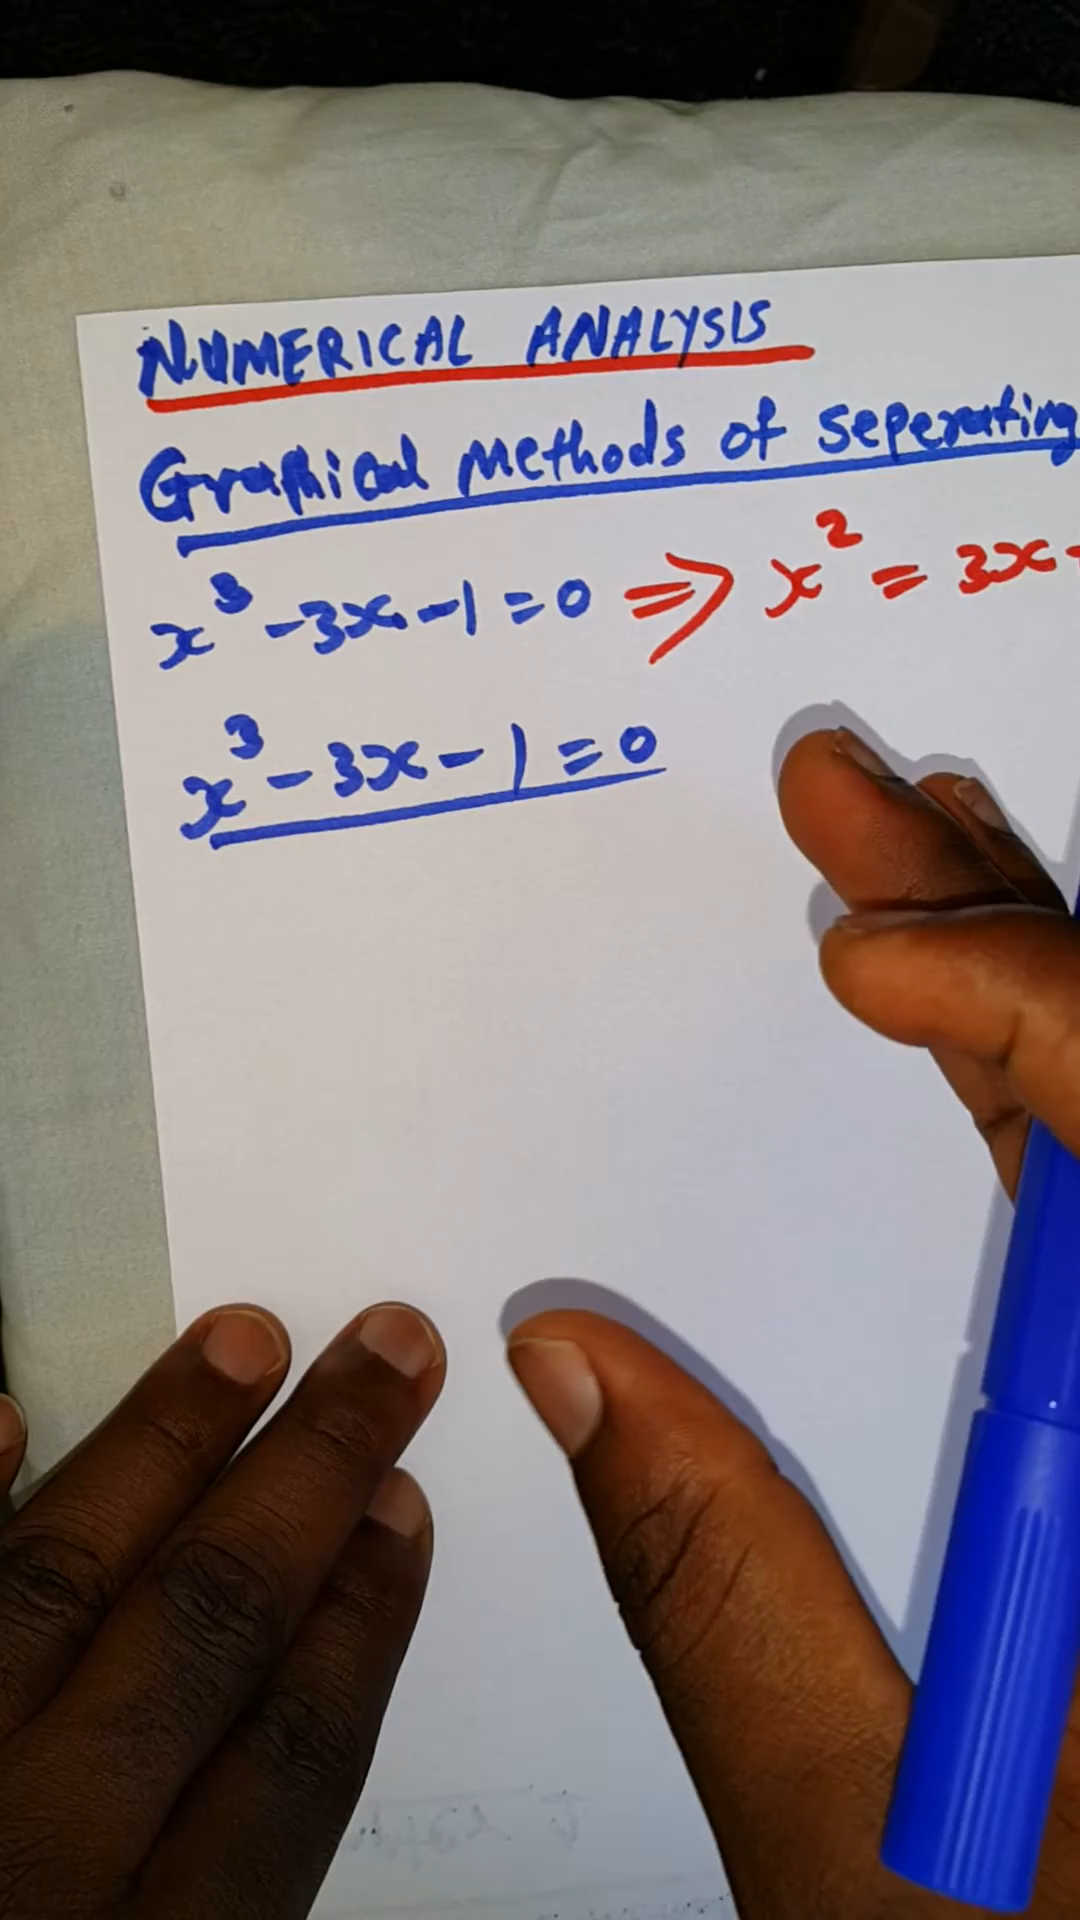 NUMERICAL ANALYSIS
Graphical methods of seperating
x³ - 3x - 1 = 0 ⇒ x² = 3x
x³ - 3x - 1 = 0